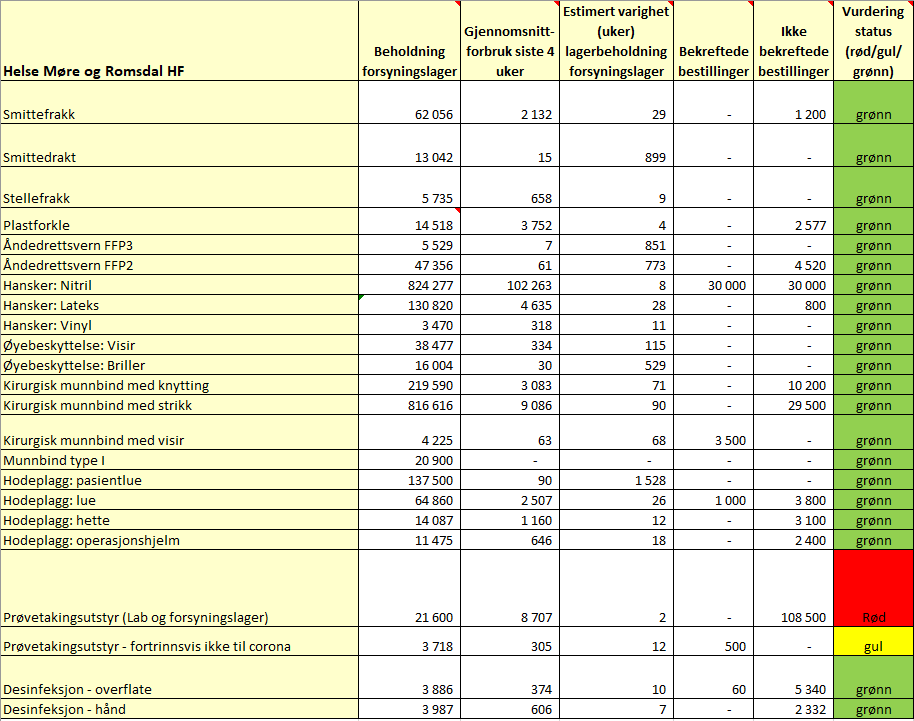 Helse Møre og Romsdal HF | Beholdning forsyningslager | Gjennomsnitt-forbruk siste 4 uker | Estimert varighet (uker) lagerbeholdning forsyningslager | Bekreftede bestillinger | Ikke bekreftede bestillinger | Vurdering status (rød/gul/grønn)
Smittefrakk | 62 056 | 2 132 | 29 | - | 1 200 | grønn
Smittedrakt | 13 042 | 15 | 899 | - | - | grønn
Stellefrakk | 5 735 | 658 | 9 | - | - | grønn
Plastforkle | 14 518 | 3 752 | 4 | - | 2 577 | grønn
Åndedrettsvern FFP3 | 5 529 | 7 | 851 | - | - | grønn
Åndedrettsvern FFP2 | 47 356 | 61 | 773 | - | 4 520 | grønn
Hansker: Nitril | 824 277 | 102 263 | 8 | 30 000 | 30 000 | grønn
Hansker: Lateks | 130 820 | 4 635 | 28 | - | 800 | grønn
Hansker: Vinyl | 3 470 | 318 | 11 | - | - | grønn
Øyebeskyttelse: Visir | 38 477 | 334 | 115 | - | - | grønn
Øyebeskyttelse: Briller | 16 004 | 30 | 529 | - | - | grønn
Kirurgisk munnbind med knytting | 219 590 | 3 083 | 71 | - | 10 200 | grønn
Kirurgisk munnbind med strikk | 816 616 | 9 086 | 90 | - | 29 500 | grønn
Kirurgisk munnbind med visir | 4 225 | 63 | 68 | 3 500 | - | grønn
Munnbind type I | 20 900 | - | - | - | - | grønn
Hodeplagg: pasientlue | 137 500 | 90 | 1 528 | - | - | grønn
Hodeplagg: lue | 64 860 | 2 507 | 26 | 1 000 | 3 800 | grønn
Hodeplagg: hette | 14 087 | 1 160 | 12 | - | 3 100 | grønn
Hodeplagg: operasjonshjelm | 11 475 | 646 | 18 | - | 2 400 | grønn
Prøvetakingsutstyr (Lab og forsyningslager) | 21 600 | 8 707 | 2 | - | 108 500 | Rød
Prøvetakingsutstyr - fortrinnsvis ikke til corona | 3 718 | 305 | 12 | 500 | - | gul
Desinfeksjon - overflate | 3 886 | 374 | 10 | 60 | 5 340 | grønn
Desinfeksjon - hånd | 3 987 | 606 | 7 | - | 2 332 | grønn